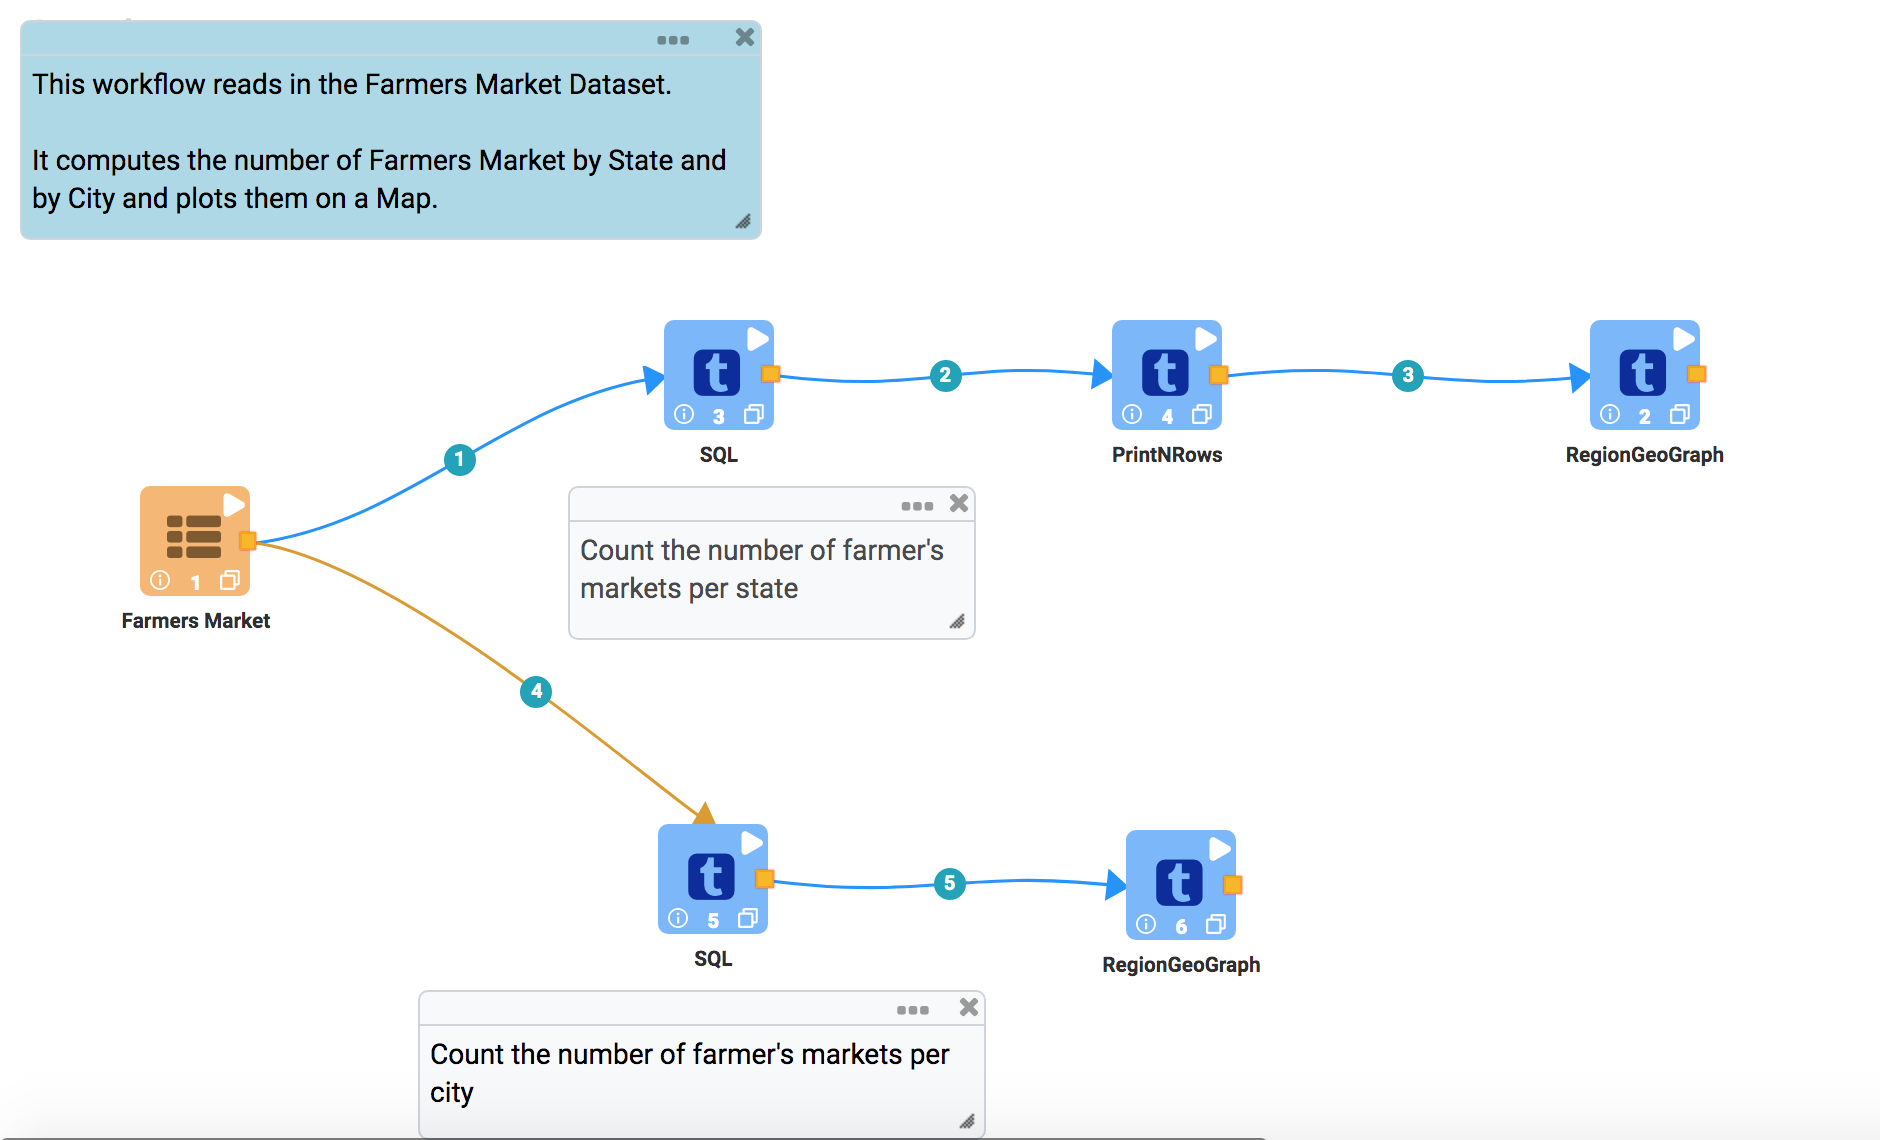 This workflow reads in the Farmers Market Dataset.
It computes the number of Farmers Market by State and
by City and plots them on a Map.
t
3
SQL
2
t
4
PrintNRows
3
t
2
RegionGeoGraph
1
1
Farmers Market
Count the number of farmer's
markets per state
4
t
5
SQL
5
t
6
RegionGeoGraph
Count the number of farmer's markets per
city